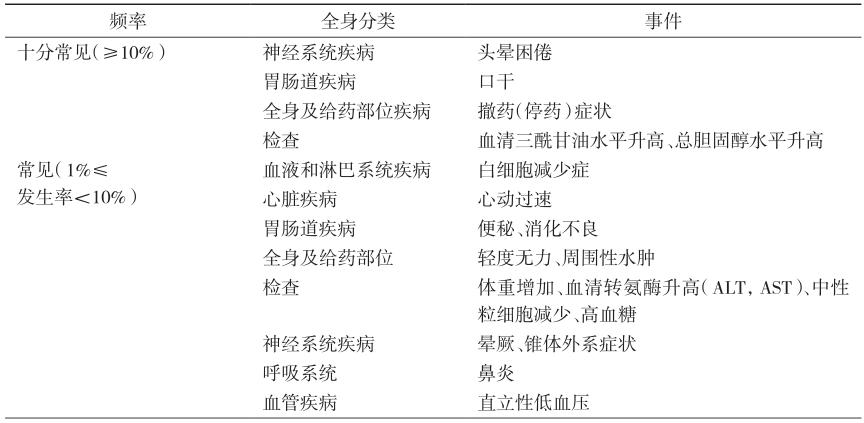 频率 全身分类 事件
十分常见（≥10%） 神经系统疾病 头晕困倦
胃肠道疾病 口干
全身及给药部位疾病 撤药（停药）症状
检查 血清三酰甘油水平升高、总胆固醇水平升高
常见（1%≤ 血液和淋巴系统疾病 白细胞减少症
发生率<10%） 心脏疾病 心动过速
胃肠道疾病 便秘、消化不良
全身及给药部位 轻度无力、周围性水肿
检查 体重增加、血清转氨酶升高（ALT, AST）、中性
粒细胞减少、高血糖
神经系统疾病 晕厥、锥体外系症状
呼吸系统 鼻炎
血管疾病 直立性低血压